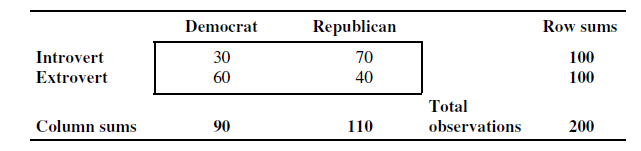 Democrat Republican Row sums
Introvert 30 70 100
Extrovert 60 40 100
Total
Column sums 90 110 observations 200